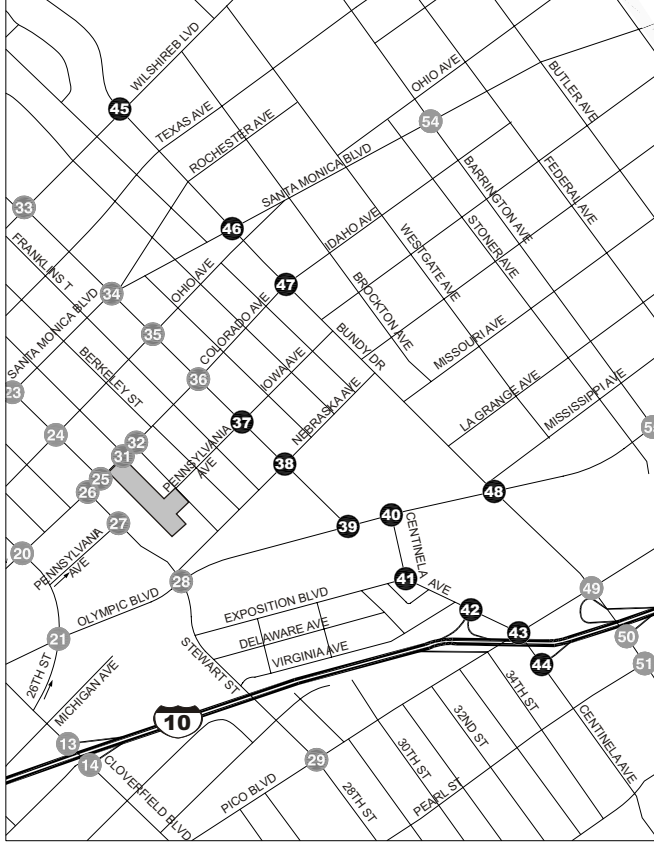 WILSHIREB LVD
BUTLER AVE
OHIO AVE
45
TEXAS AVE
54
ROCHESTER AVE
SANTA MONICA BLVD
BARRINGTON AVE
FEDERAL AVE
33
STONER AVE
46
IDAHO AVE
WESTGATE AVE
FRANKLINS T
OHIO AVE
47
BROCKTON AVE
34
SANTA MONICA BLVD
COLORADO AVE
35
BUNDY DR
MISSOURI AVE
BERKELEY ST
36
IOWA AVE
23
NEBRASKA AVE
LA GRANGE AVE
MISSISSIPPI AVE
37
24
32
PENNSYLVANIA
AVE
31
38
25
26
48
27
39
40
PENNSYLVANIA
AVE
20
CENTINELA AVE
28
41
49
OLYMPIC BLVD
EXPOSITION BLVD
42
21
DELAWARE AVE
43
50
VIRGINIA AVE
STEWART ST
44
51
26TH ST
MICHIGAN AVE
34TH ST
10
32ND ST
CENTINELA AVE
13
30TH ST
14
29
CLOVERFIELD BLVD
PICO BLVD
28TH ST
PEARL ST